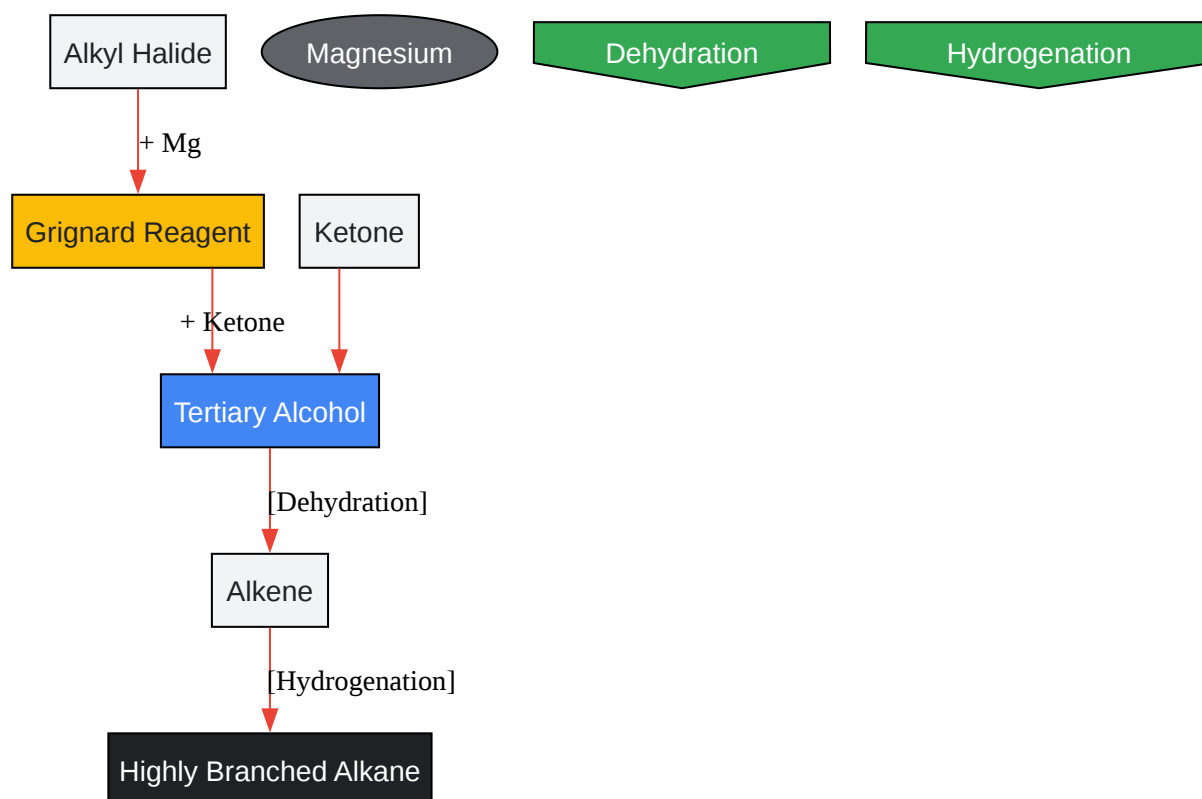 Alkyl Halide
Magnesium
Dehydration
Hydrogenation
+ Mg
Grignard Reagent
Ketone
+ Ketone
Tertiary Alcohol
[Dehydration]
Alkene
[Hydrogenation]
Highly Branched Alkane